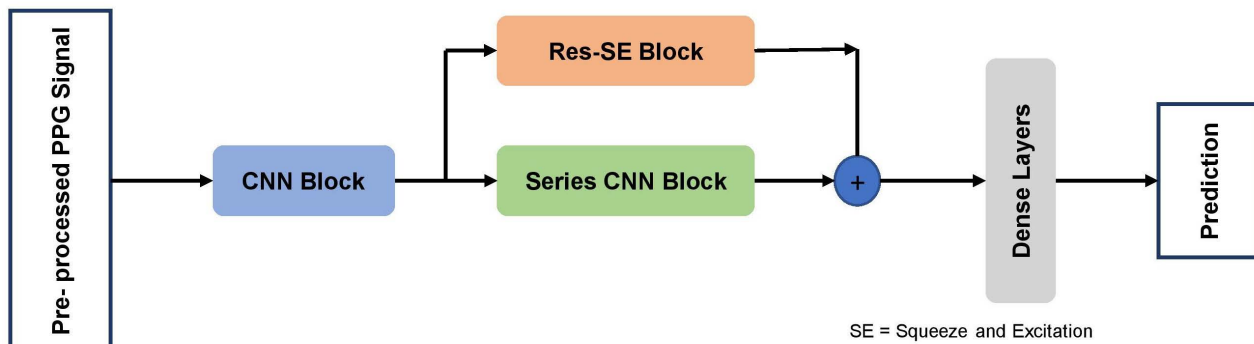 Pre- processed PPG Signal
CNN Block
Res-SE Block
Series CNN Block
+
Dense Layers
Prediction
SE = Squeeze and Excitation